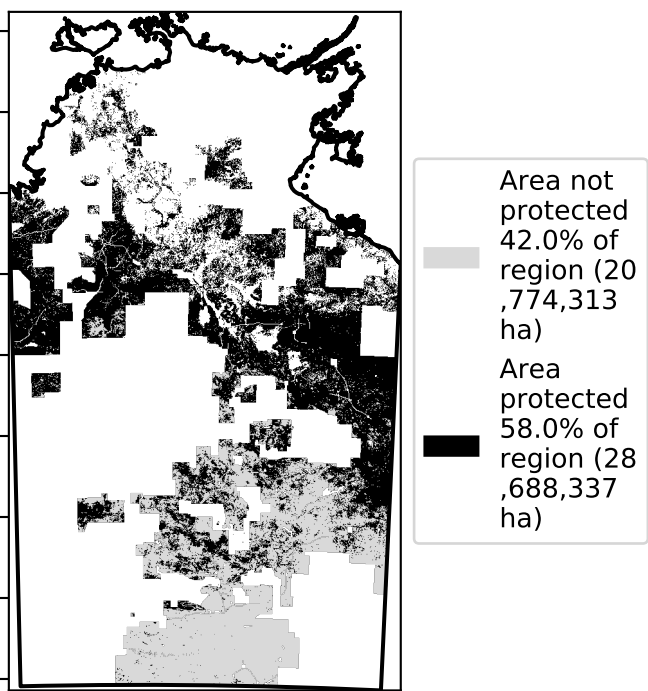 Area not
protected
42.0% of
region (20
,774,313
ha)
Area
protected
58.0% of
region (28
,688,337
ha)